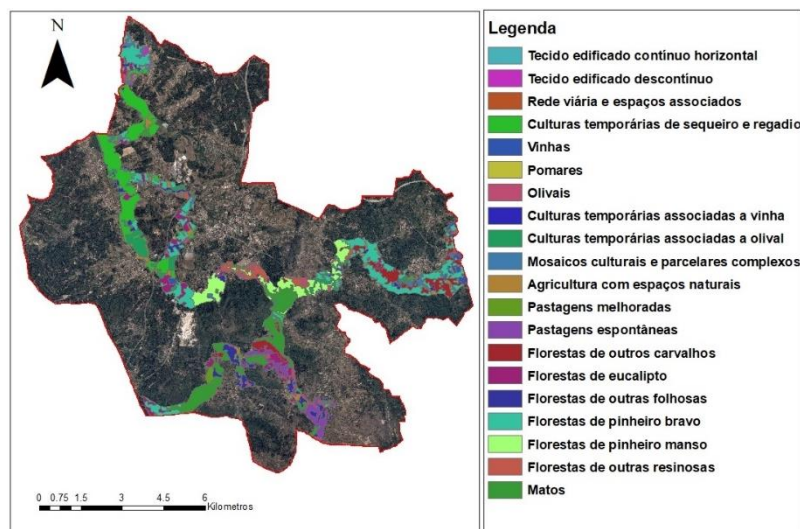 N
0 0.75 1.5 3 4.5 6
Kilometros
Legenda
Tecido edificado contínuo horizontal
Tecido edificado descontínuo
Rede viária e espaços associados
Culturas temporárias de sequeiro e regadio
Vinhas
Pomares
Olivais
Culturas temporárias associadas a vinha
Culturas temporárias associadas a olival
Mosaicos culturais e parcelares complexos
Agricultura com espaços naturais
Pastagens melhoradas
Pastagens espontâneas
Florestas de outros carvalhos
Florestas de eucalipto
Florestas de outras folhosas
Florestas de pinheiro bravo
Florestas de pinheiro manso
Florestas de outras resinosas
Matos